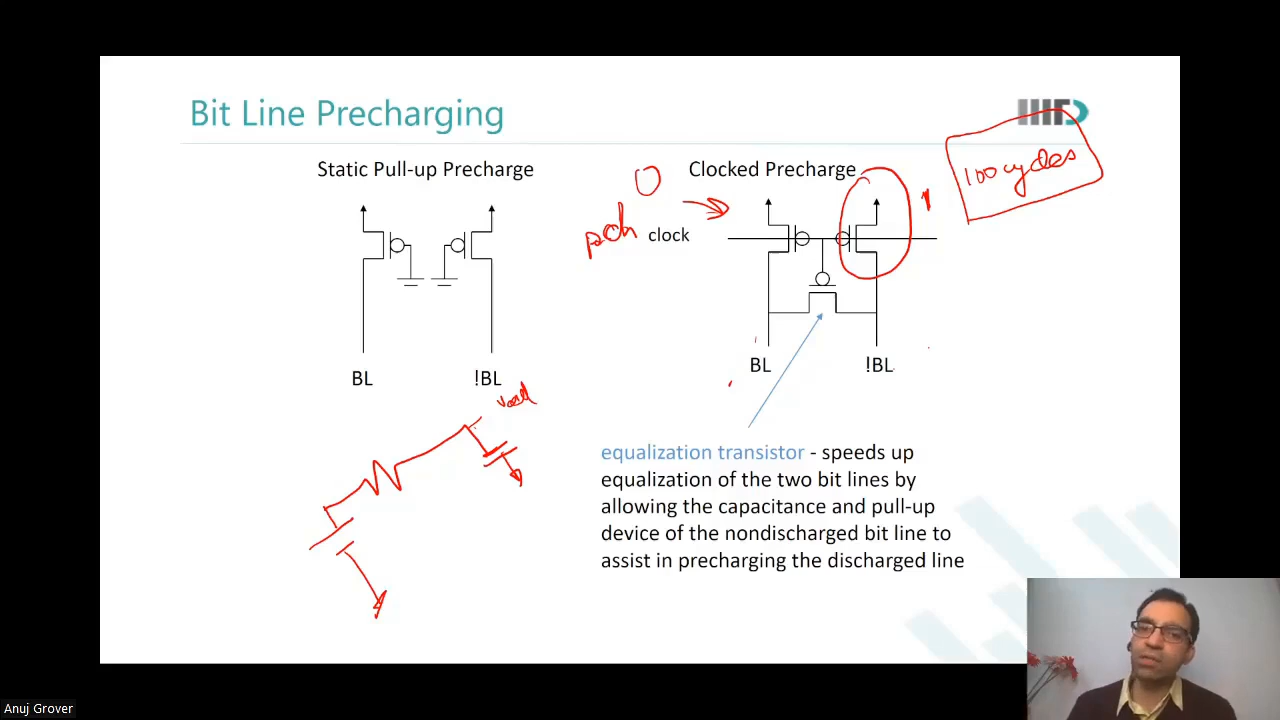 Bit Line Precharging
IIIFD
Static Pull-up Precharge
Clocked Precharge
100 cycles
0
pch
clock
1
BL
!BL
BL
!BL
equalization transistor - speeds up
equalization of the two bit lines by
allowing the capacitance and pull-up
device of the nondischarged bit line to
assist in precharging the discharged line
Anuj Grover